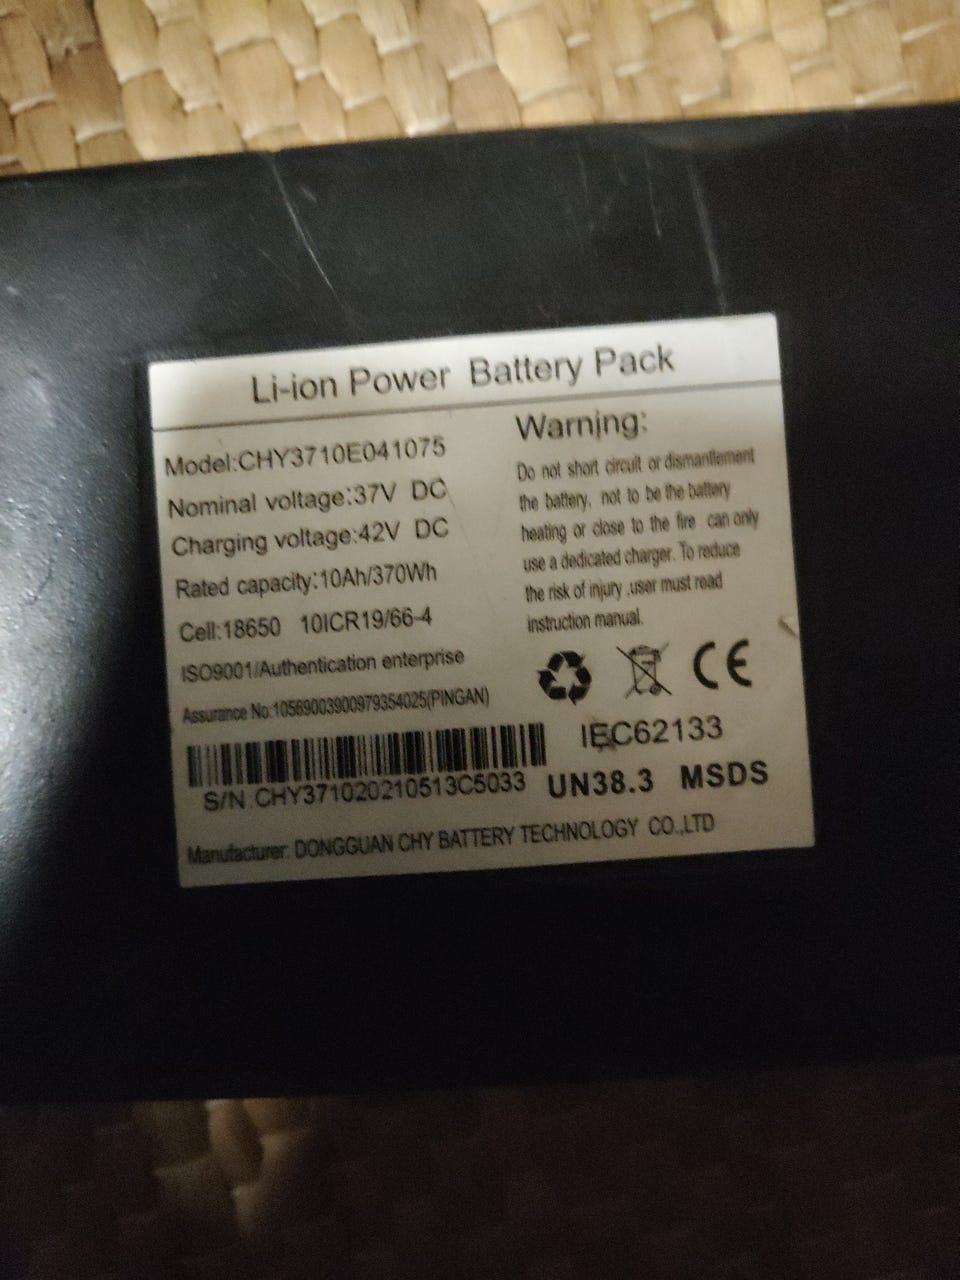 Li-ion Power Battery Pack
Model:CHY3710E041075
Nominal voltage:37V DC
Charging voltage:42V DC
Rated capacity:10Ah/370Wh
Cell:18650 10ICR19/66-4
ISO9001/Authentication enterprise
Assurance No:10569003900979354025(PINGAN)
S/N CHY371020210513C5033
Warning:
Do not short circuit or dismantlement
the battery, not to be the battery
heating or close to the fire can only
use a dedicated charger. To reduce
the risk of injury ,user must read
instruction manual.
CE
IEC62133
UN38.3 MSDS
Manufacturer: DONGGUAN CHY BATTERY TECHNOLOGY CO.,LTD